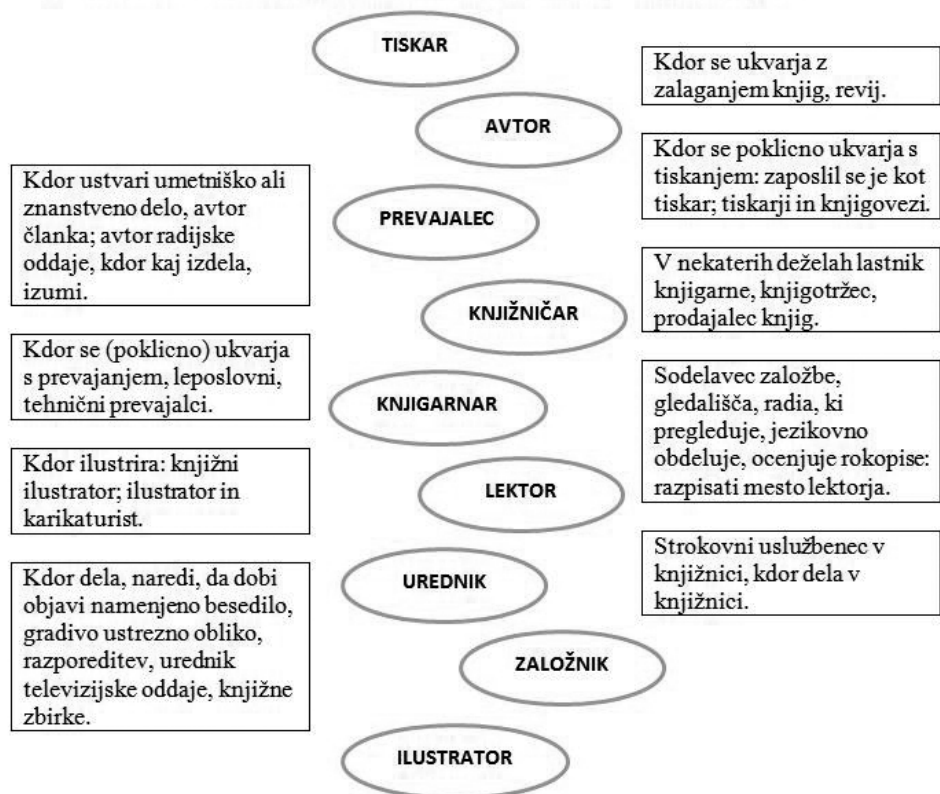 TISKAR
AVTOR
PREVAJALEC
KNJIŽNIČAR
KNJIGARNAR
LEKTOR
UREDNIK
ZALOŽNIK
ILUSTRATOR
Kdor ustvari umetniško ali
znanstveno delo, avtor
članka; avtor radijske
oddaje, kdor kaj izdela,
izumi.
Kdor se (poklicno) ukvarja
s prevajanjem, leposlovni,
tehnični prevajalci.
Kdor ilustrira: knjižni
ilustrator; ilustrator in
karikaturist.
Kdor dela, naredi, da dobi
objavi namenjeno besedilo,
gradivo ustrezno obliko,
razporeditev, urednik
televizijske oddaje, knjižne
zbirke.
Kdor se ukvarja z
zalaganjem knjig, revij.
Kdor se poklicno ukvarja s
tiskanjem: zaposlil se je kot
tiskar; tiskarji in knjigovezi.
V nekaterih deželah lastnik
knjigarne, knjigotržec,
prodajalec knjig.
Sodelavec založbe,
gledališča, radia, ki
pregleduje, jezikovno
obdeluje, ocenjuje rokopise:
razpisati mesto lektorja.
Strokovni uslužbenec v
knjižnici, kdor dela v
knjižnici.